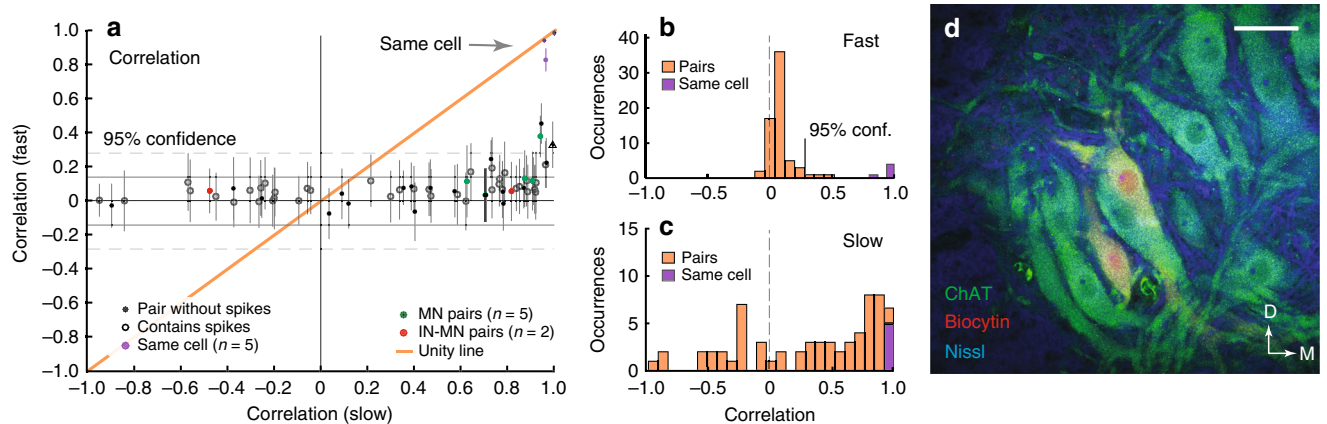 a
Correlation
Same cell
95% confidence
Correlation (fast)
1.0
0.8
0.6
0.4
0.2
0
−0.2
−0.4
−0.6
−0.8
−1.0
Pair without spikes
Contains spikes
Same cell (n = 5)
MN pairs (n = 5)
IN-MN pairs (n = 2)
Unity line
−1.0 −0.8 −0.6 −0.4 −0.2 0 0.2 0.4 0.6 0.8 1.0
Correlation (slow)
b
Fast
Pairs
Same cell
95% conf.
Occurrences
40
30
20
10
0
−1.0 −0.5 0 0.5 1.0
c
Slow
Pairs
Same cell
Occurrences
15
10
5
0
−1.0 −0.5 0 0.5 1.0
Correlation
d
ChAT
Biocytin
Nissl
D
M